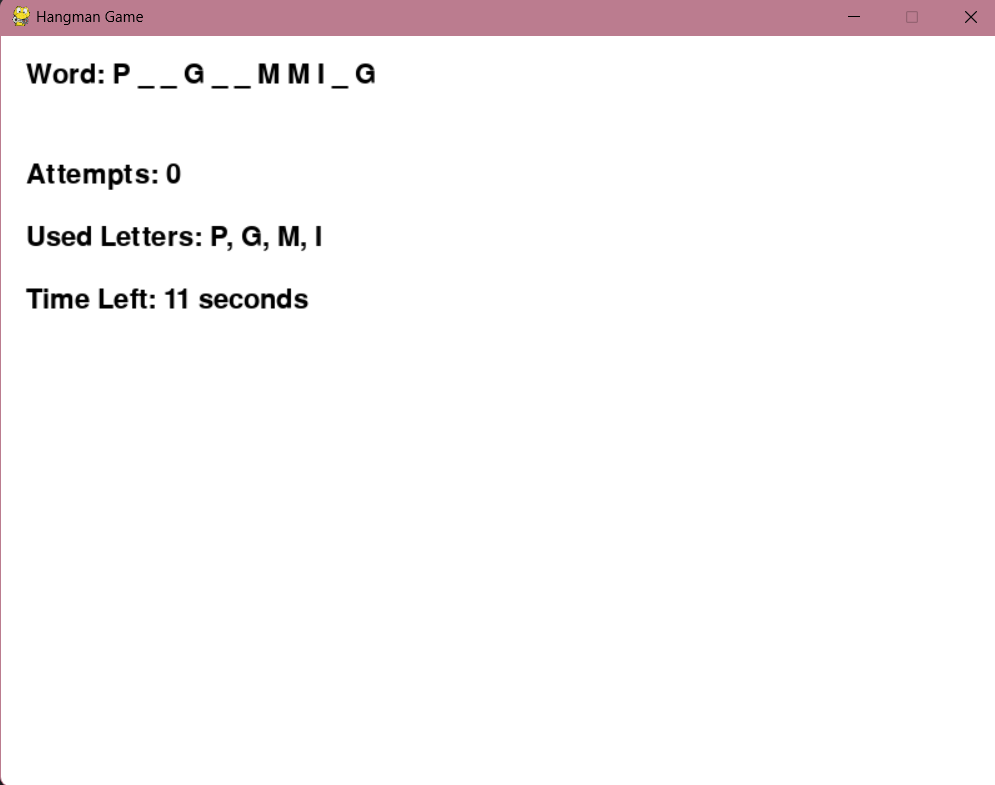 Hangman Game
Word: P _ _ G _ _ M M I _ G
Attempts: 0
Used Letters: P, G, M, I
Time Left: 11 seconds